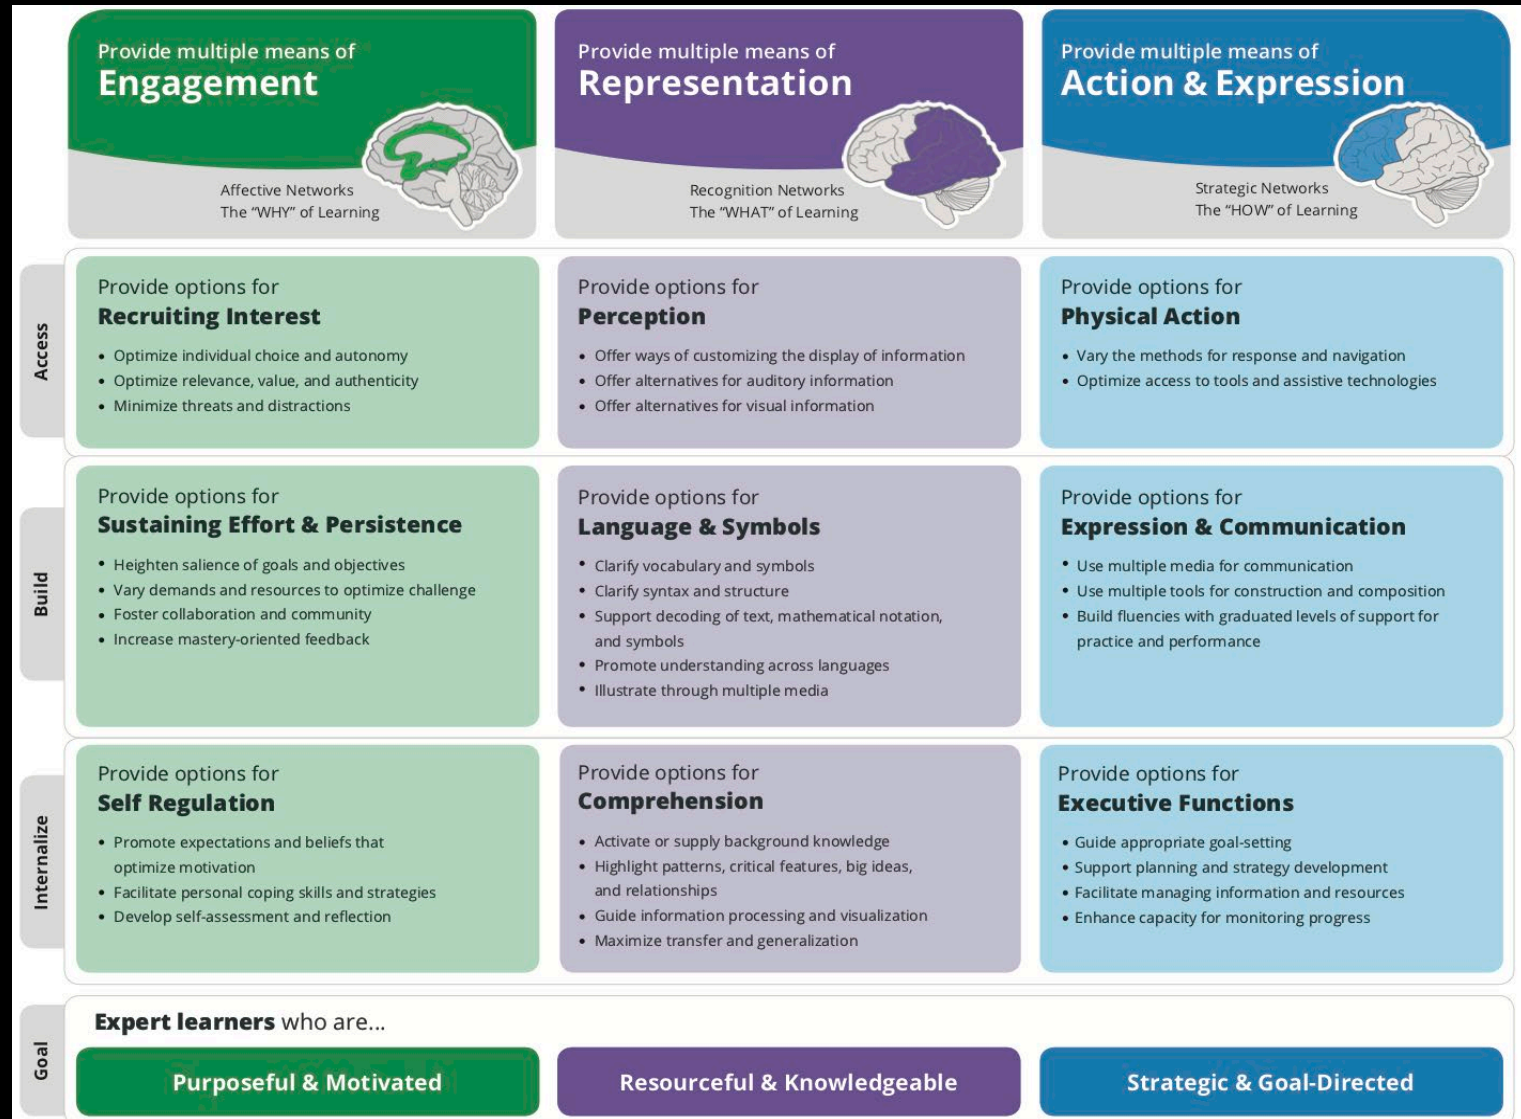 Provide multiple means of
Engagement
Affective Networks
The “WHY” of Learning
Provide multiple means of
Representation
Recognition Networks
The “WHAT” of Learning
Provide multiple means of
Action & Expression
Strategic Networks
The “HOW” of Learning
Access
Provide options for
Recruiting Interest
• Optimize individual choice and autonomy
• Optimize relevance, value, and authenticity
• Minimize threats and distractions
Provide options for
Perception
• Offer ways of customizing the display of information
• Offer alternatives for auditory information
• Offer alternatives for visual information
Provide options for
Physical Action
• Vary the methods for response and navigation
• Optimize access to tools and assistive technologies
Build
Provide options for
Sustaining Effort & Persistence
• Heighten salience of goals and objectives
• Vary demands and resources to optimize challenge
• Foster collaboration and community
• Increase mastery-oriented feedback
Provide options for
Language & Symbols
• Clarify vocabulary and symbols
• Clarify syntax and structure
• Support decoding of text, mathematical notation,
and symbols
• Promote understanding across languages
• Illustrate through multiple media
Provide options for
Expression & Communication
• Use multiple media for communication
• Use multiple tools for construction and composition
• Build fluencies with graduated levels of support for
practice and performance
Internalize
Provide options for
Self Regulation
• Promote expectations and beliefs that
optimize motivation
• Facilitate personal coping skills and strategies
• Develop self-assessment and reflection
Provide options for
Comprehension
• Activate or supply background knowledge
• Highlight patterns, critical features, big ideas,
and relationships
• Guide information processing and visualization
• Maximize transfer and generalization
Provide options for
Executive Functions
• Guide appropriate goal-setting
• Support planning and strategy development
• Facilitate managing information and resources
• Enhance capacity for monitoring progress
Goal
Expert learners who are...
Purposeful & Motivated
Resourceful & Knowledgeable
Strategic & Goal-Directed